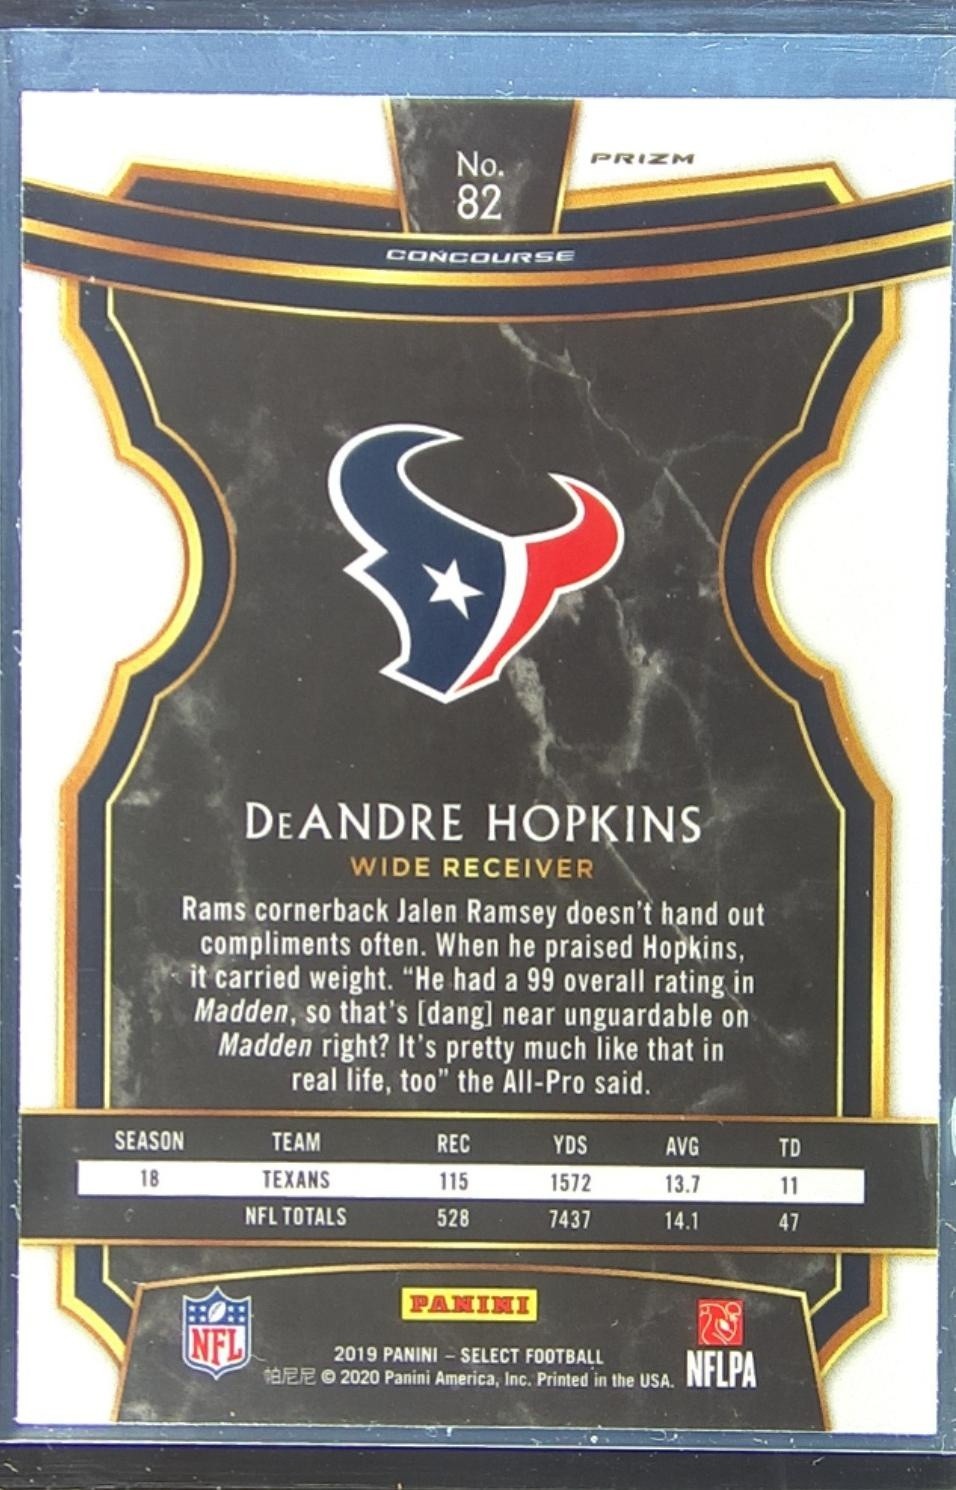 No.
82
PRIZM
CONCOURSE
DeANDRE HOPKINS
WIDE RECEIVER
Rams cornerback Jalen Ramsey doesn't hand out
compliments often. When he praised Hopkins,
it carried weight. “He had a 99 overall rating in
Madden, so that's [dang] near unguardable on
Madden right? It's pretty much like that in
real life, too” the All-Pro said.
SEASON TEAM REC YDS AVG TD
18 TEXANS 115 1572 13.7 11
NFL TOTALS 528 7437 14.1 47
NFL
PANINI
2019 PANINI – SELECT FOOTBALL
帕尼尼 © 2020 Panini America, Inc. Printed in the USA.
NFLPA